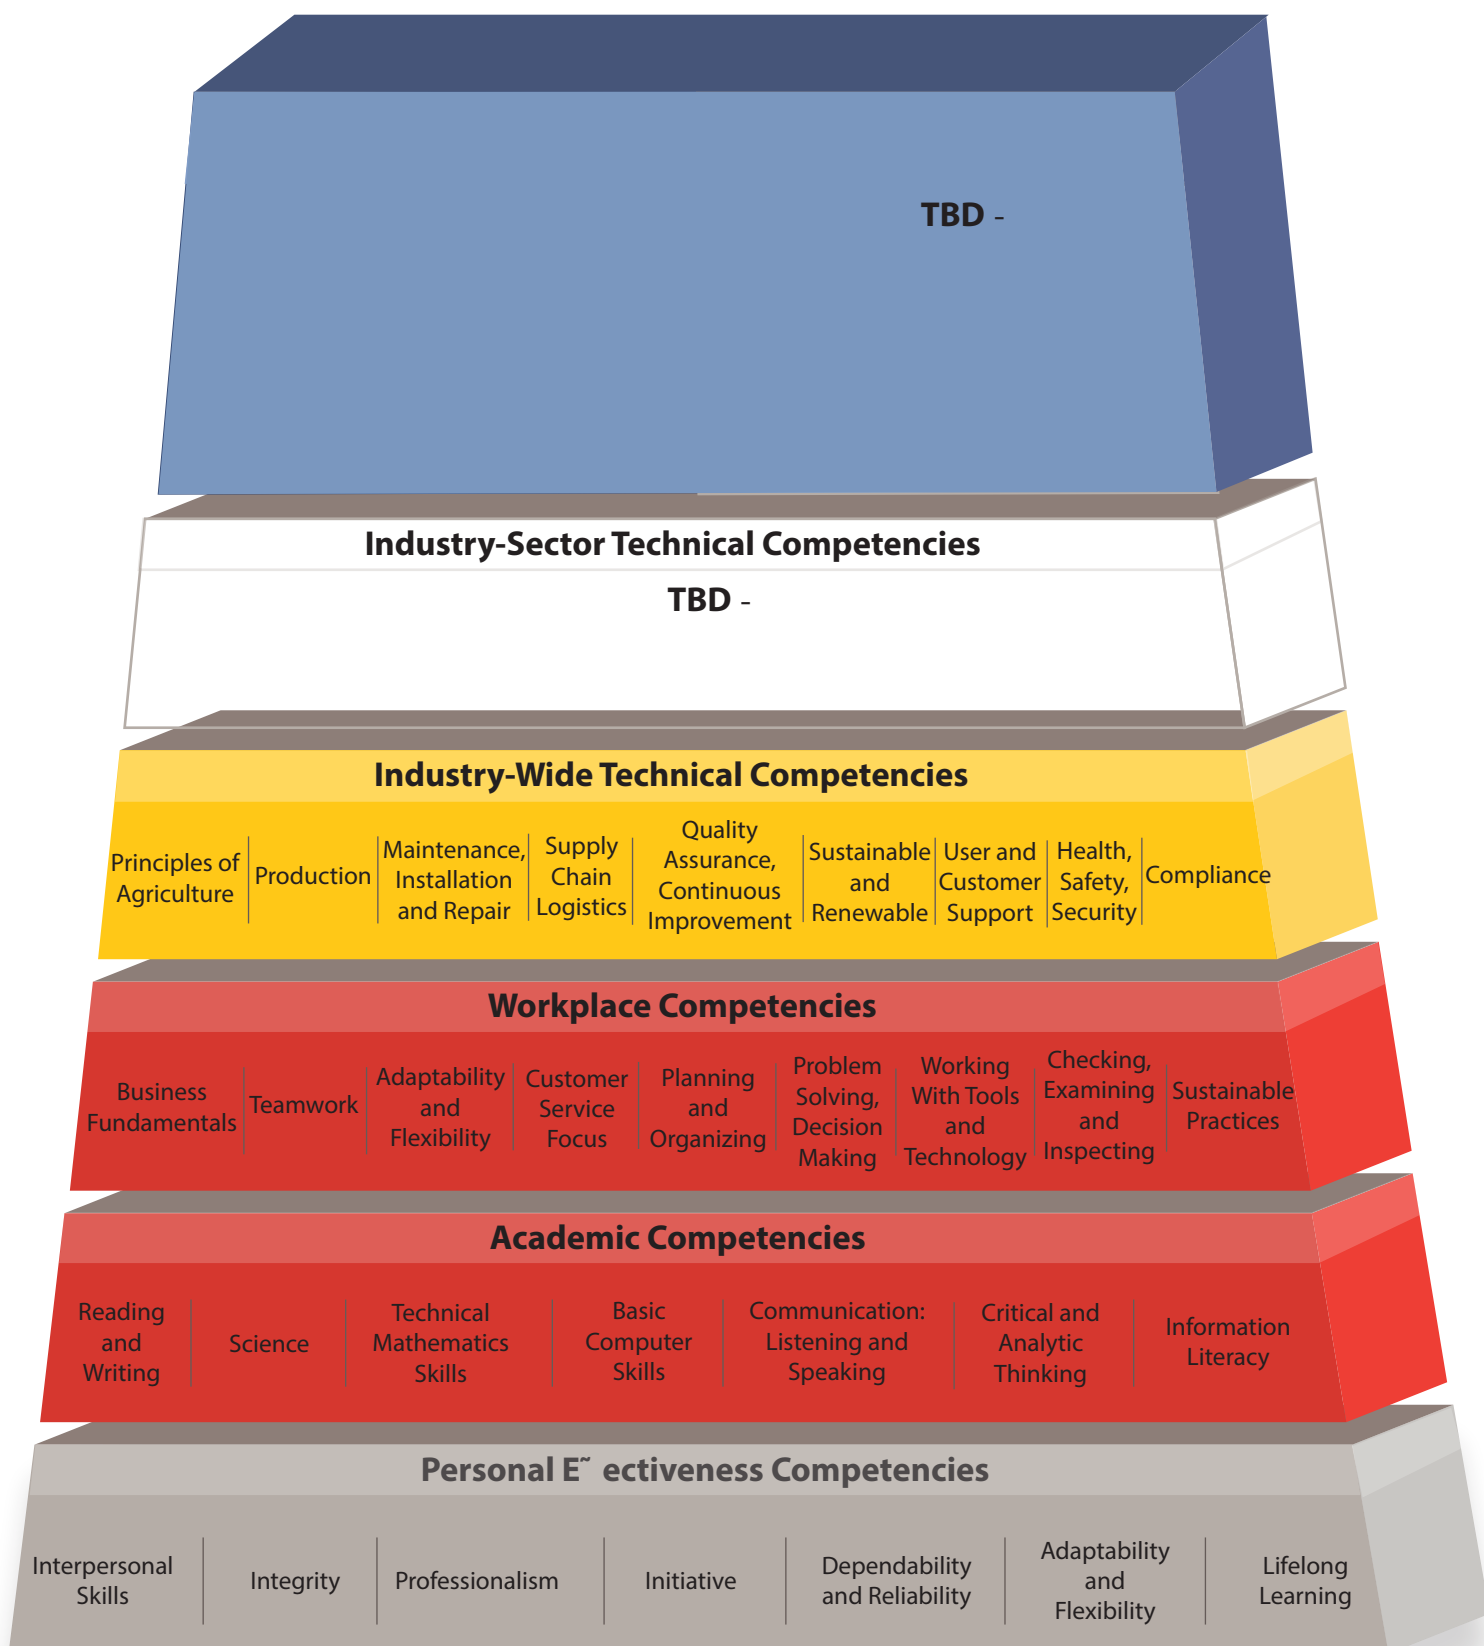 TBD -
Industry-Sector Technical Competencies
TBD -
Industry-Wide Technical Competencies
Principles of
Agriculture
Production
Maintenance,
Installation
and Repair
Supply
Chain
Logistics
Quality
Assurance,
Continuous
Improvement
Sustainable
and
Renewable
User and
Customer
Support
Health,
Safety,
Security
Compliance
Workplace Competencies
Business
Fundamentals
Teamwork
Adaptability
and
Flexibility
Customer
Service
Focus
Planning
and
Organizing
Problem
Solving,
Decision
Making
Working
With Tools
and
Technology
Checking,
Examining
and
Inspecting
Sustainable
Practices
Academic Competencies
Reading
and
Writing
Science
Technical
Mathematics
Skills
Basic
Computer
Skills
Communication:
Listening and
Speaking
Critical and
Analytic
Thinking
Information
Literacy
Personal E˜ ectiveness Competencies
Interpersonal
Skills
Integrity
Professionalism
Initiative
Dependability
and Reliability
Adaptability
and
Flexibility
Lifelong
Learning